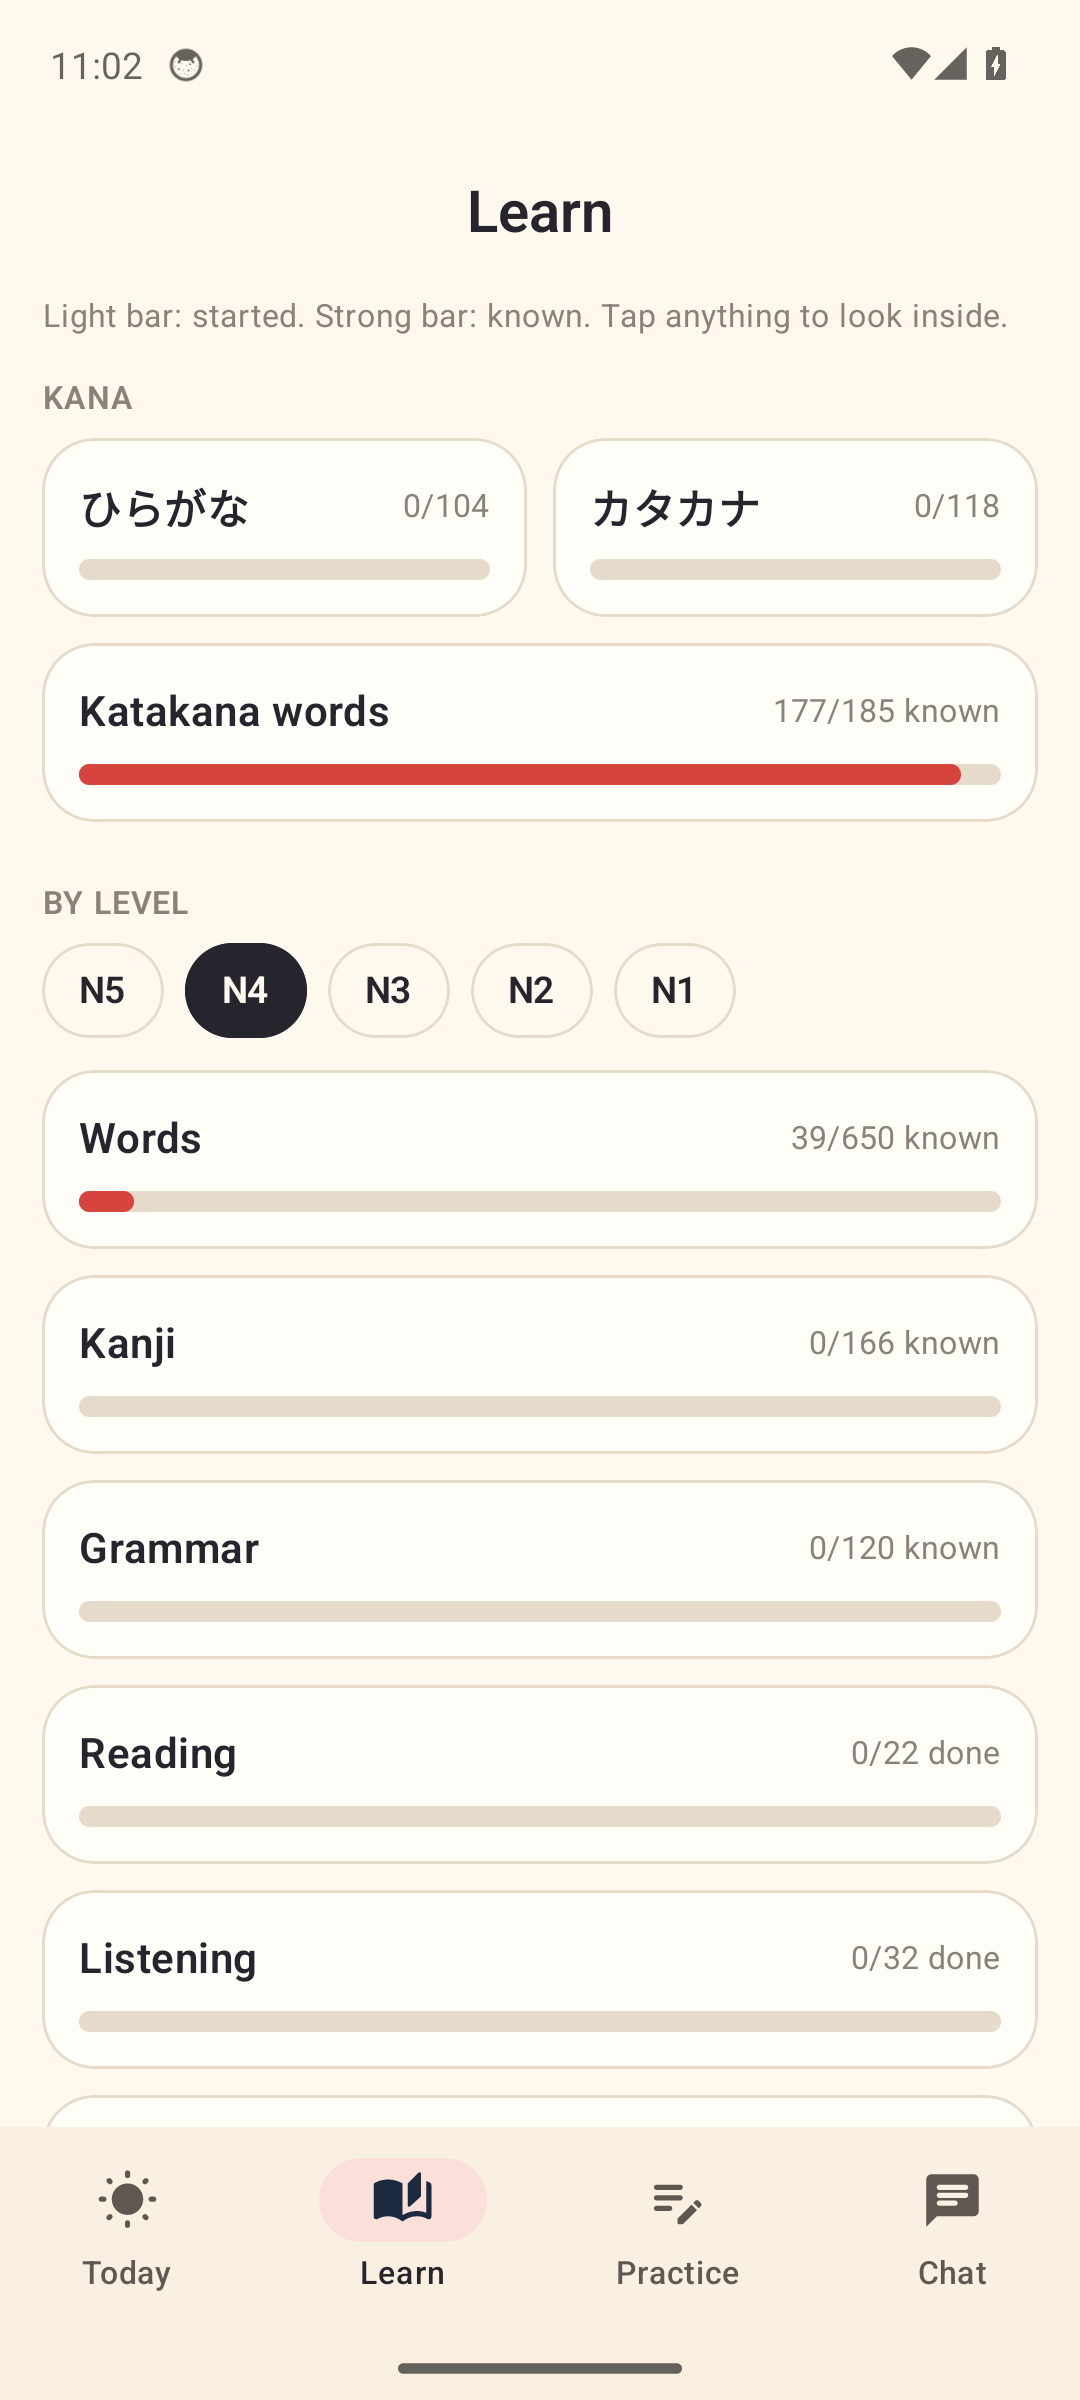 11:02
Learn
Light bar: started. Strong bar: known. Tap anything to look inside.
KANA
ひらがな 0/104
カタカナ 0/118
Katakana words 177/185 known
BY LEVEL
N5 N4 N3 N2 N1
Words 39/650 known
Kanji 0/166 known
Grammar 0/120 known
Reading 0/22 done
Listening 0/32 done
Today Learn Practice Chat